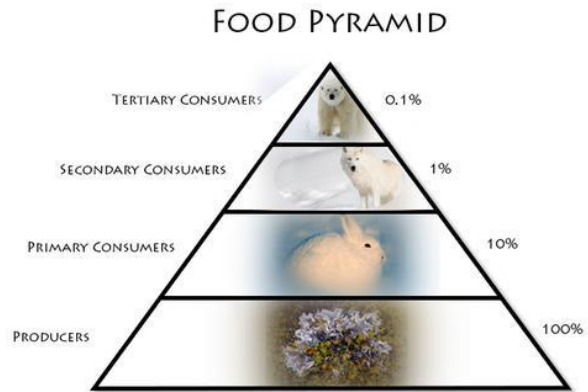 FOOD PYRAMID
TERTIARY CONSUMERS 0.1%
SECONDARY CONSUMERS 1%
PRIMARY CONSUMERS 10%
PRODUCERS 100%